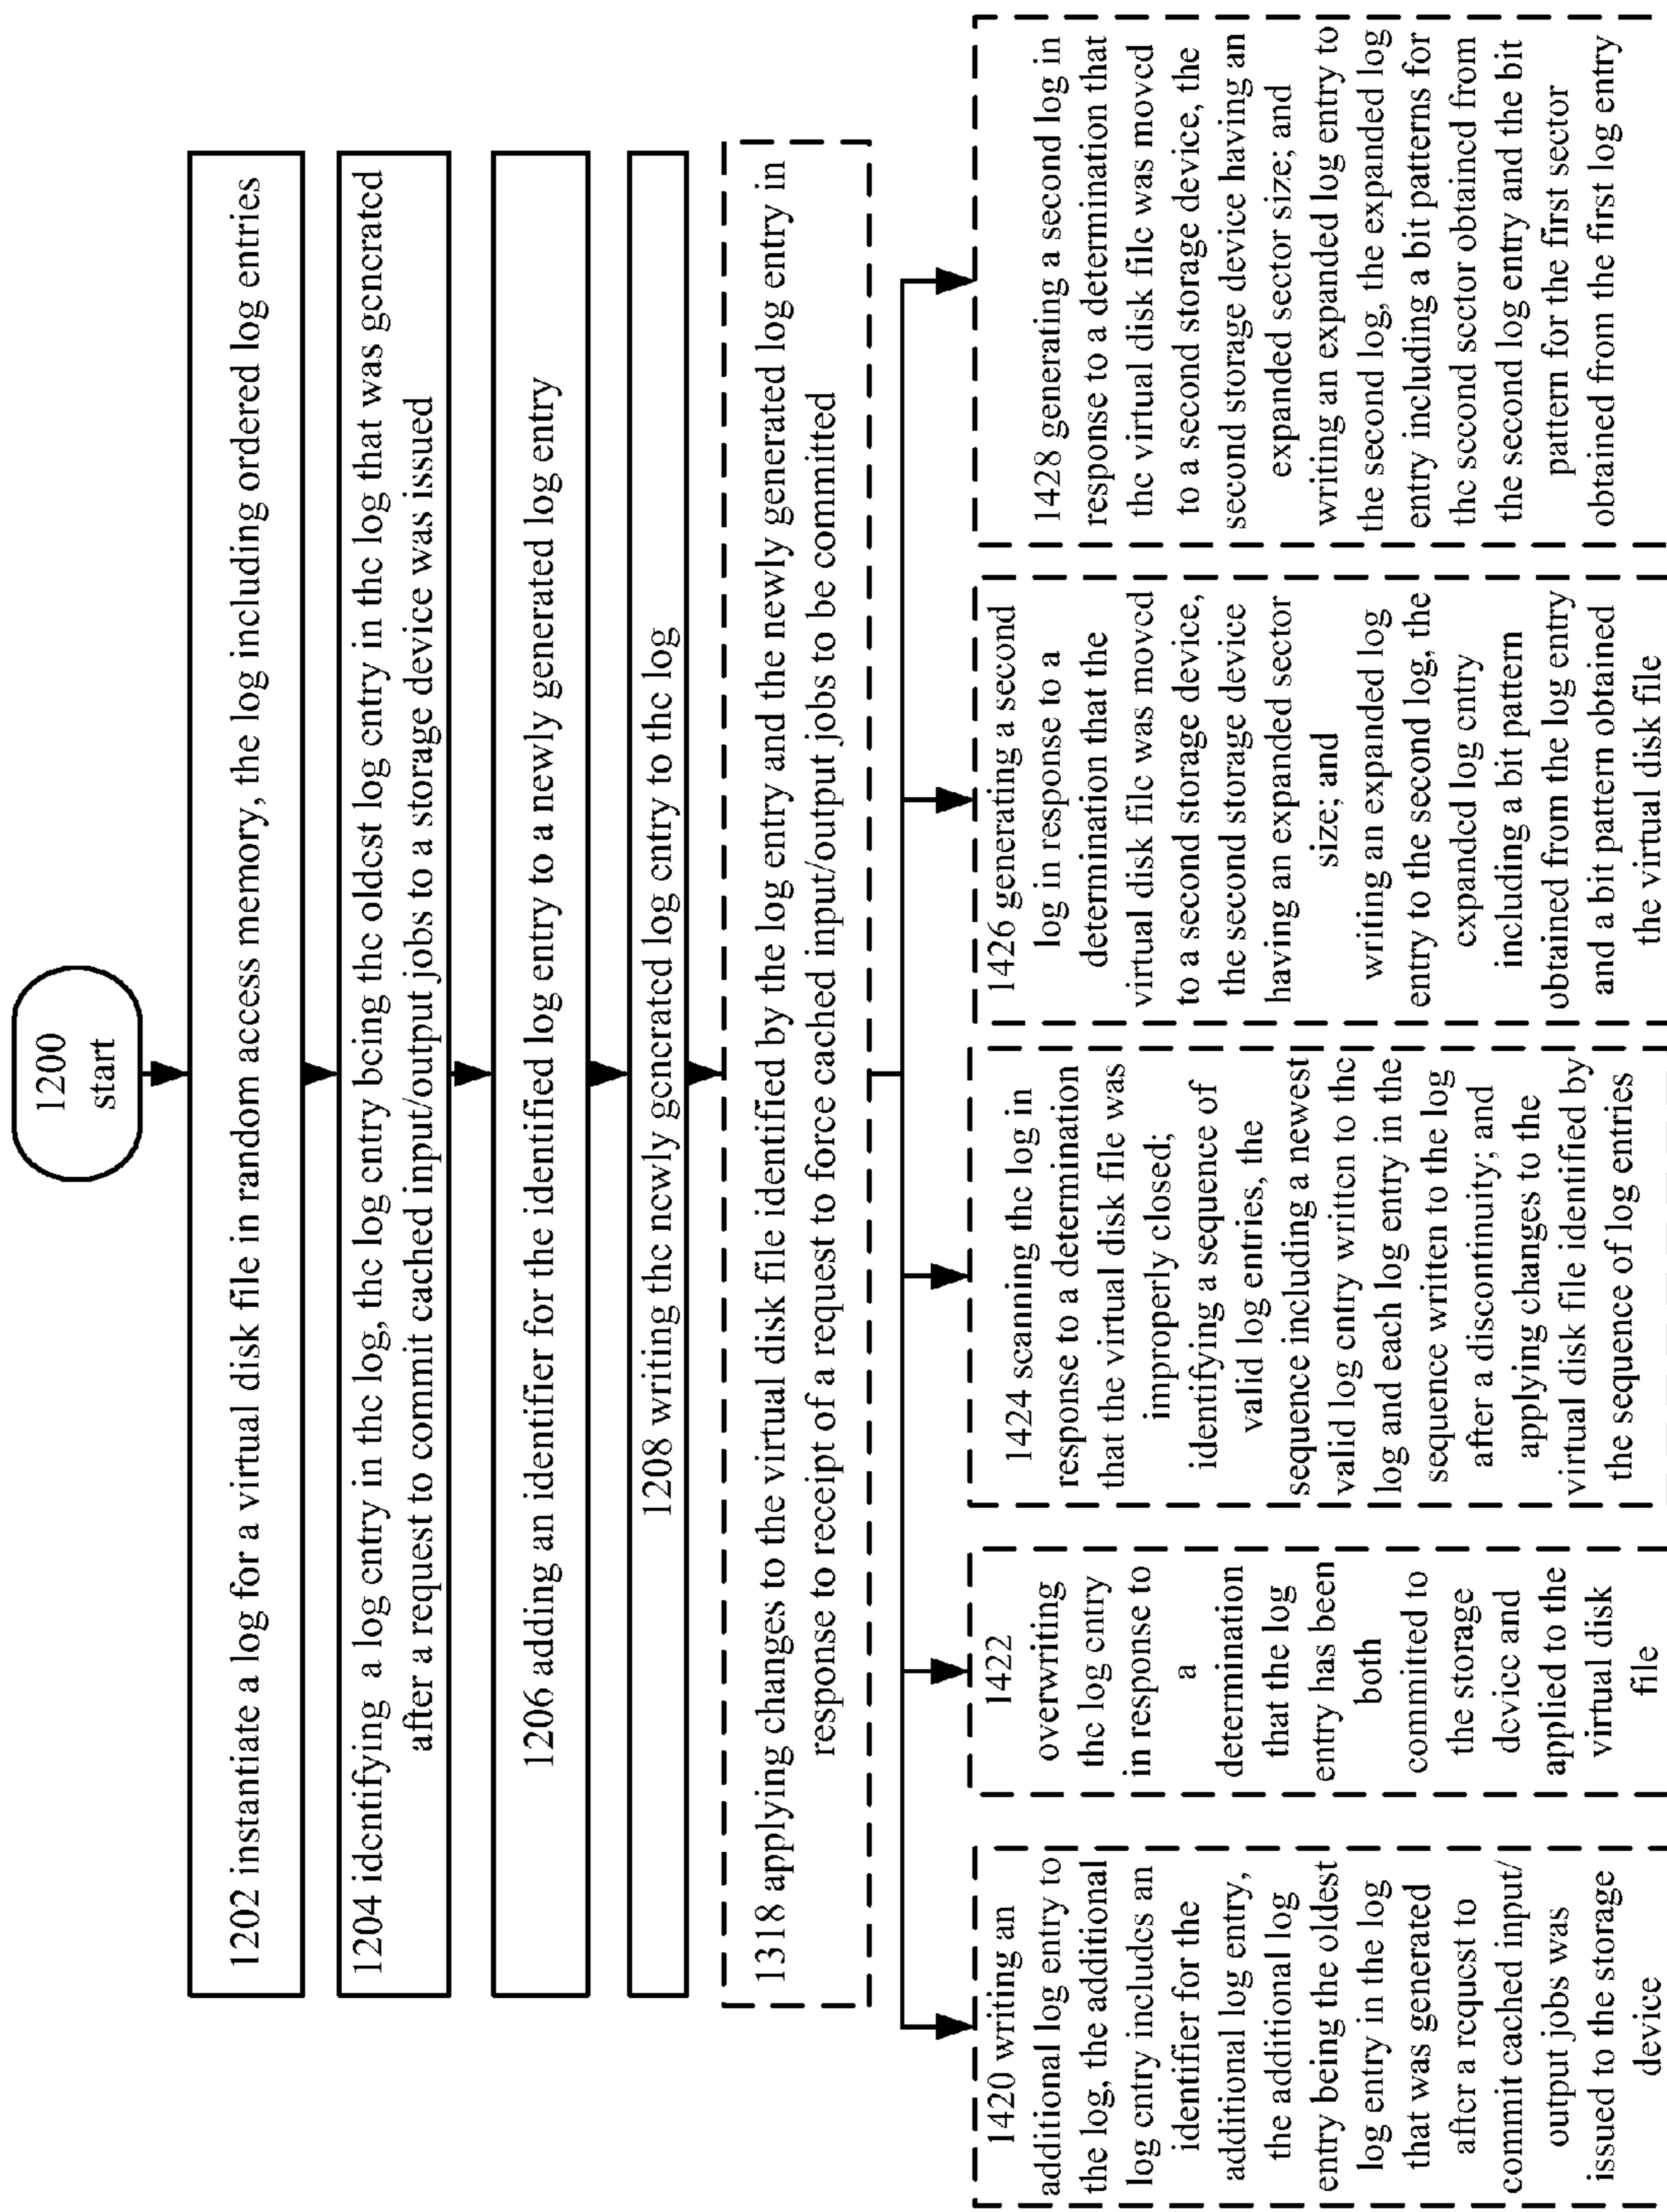 1200
start
1202 instantiate a log for a virtual disk file in random access memory, the log including ordered log entries
1204 identifying a log entry in the log, the log entry being the oldest log entry in the log that was generated
after a request to commit cached input/output jobs to a storage device was issued
1206 adding an identifier for the identified log entry to a newly generated log entry
1208 writing the newly generated log entry to the log
1318 applying changes to the virtual disk file identified by the log entry and the newly generated log entry in
response to receipt of a request to force cached input/output jobs to be committed
1420 writing an
additional log entry to
the log, the additional
log entry includes an
identifier for the
additional log entry,
the additional log
entry being the oldest
log entry in the log
that was generated
after a request to
commit cached input/
output jobs was
issued to the storage
device
1422
overwriting
the log entry
in response to
a
determination
that the log
entry has been
both
committed to
the storage
device and
applied to the
virtual disk
file
1424 scanning the log in
response to a determination
that the virtual disk file was
improperly closed;
identifying a sequence of
valid log entries, the
sequence including a newest
valid log entry written to the
log and each log entry in the
sequence written to the log
after a discontinuity; and
applying changes to the
virtual disk file identified by
the sequence of log entries
1426 generating a second
log in response to a
determination that the
virtual disk file was moved
to a second storage device,
the second storage device
having an expanded sector
size; and
writing an expanded log
entry to the second log, the
expanded log entry
including a bit pattern
obtained from the log entry
and a bit pattern obtained
the virtual disk file
1428 generating a second log in
response to a determination that
the virtual disk file was moved
to a second storage device, the
second storage device having an
expanded sector size; and
writing an expanded log entry to
the second log, the expanded log
entry including a bit patterns for
the second sector obtained from
the second log entry and the bit
pattern for the first sector
obtained from the first log entry